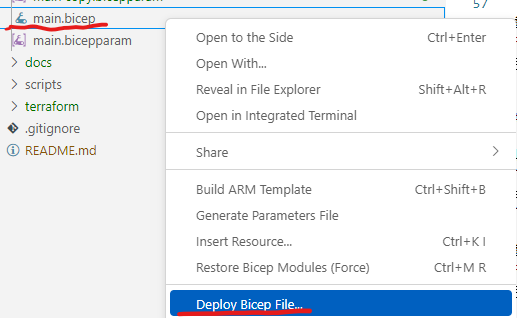 main copy.bicepparam
57
main.bicep
main.bicepparam
docs
scripts
terraform
.gitignore
README.md
Open to the Side Ctrl+Enter
Open With...
Reveal in File Explorer Shift+Alt+R
Open in Integrated Terminal
Share
Build ARM Template Ctrl+Shift+B
Generate Parameters File
Insert Resource... Ctrl+K I
Restore Bicep Modules (Force) Ctrl+M R
Deploy Bicep File...